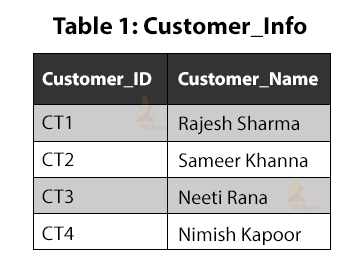 Table 1: Customer_Info
Customer_ID Customer_Name
CT1 Rajesh Sharma
CT2 Sameer Khanna
CT3 Neeti Rana
CT4 Nimish Kapoor